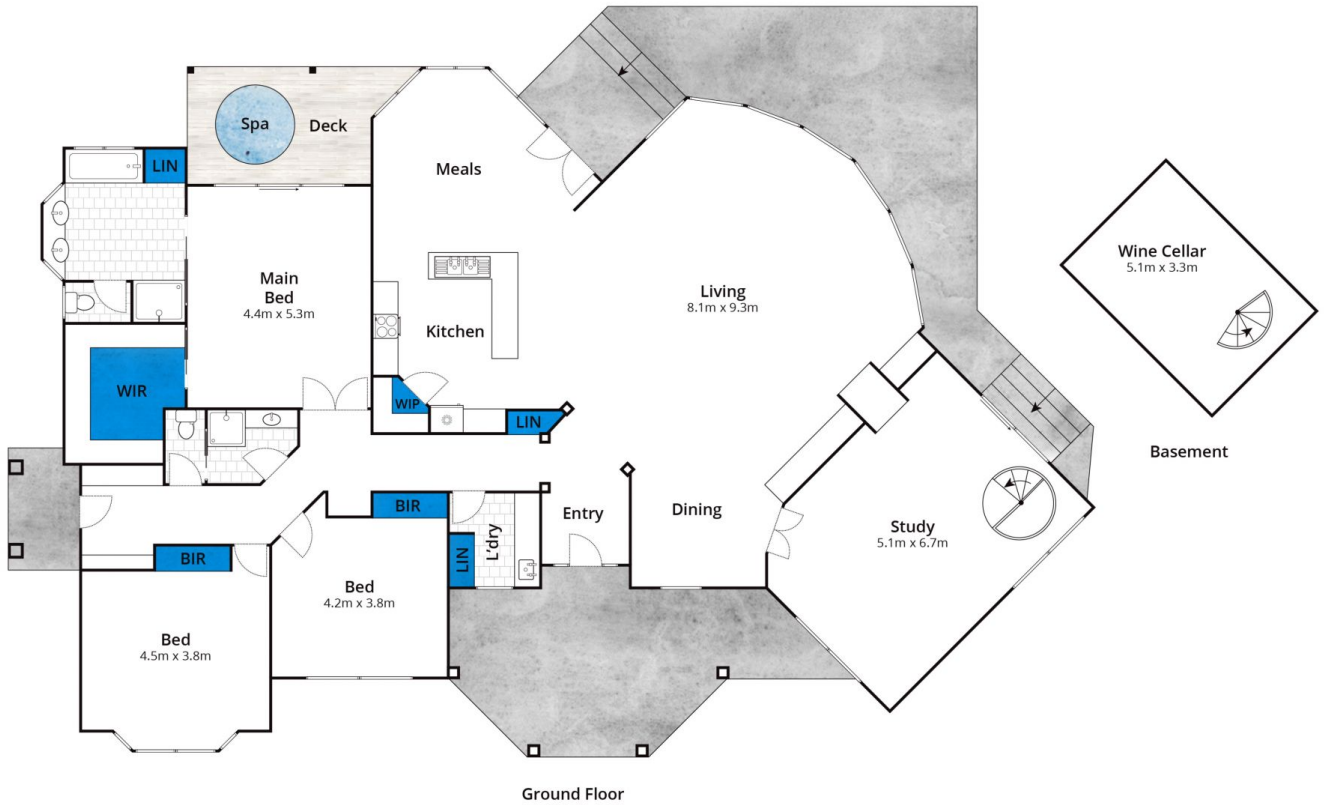 Spa
Deck
LIN
Meals
Main
Bed
4.4m x 5.3m
Kitchen
Living
8.1m x 9.3m
Wine Cellar
5.1m x 3.3m
WIR
WIP
LIN
Basement
BIR
L'dry
LIN
Entry
Dining
Study
5.1m x 6.7m
BIR
Bed
4.2m x 3.8m
Bed
4.5m x 3.8m
Ground Floor